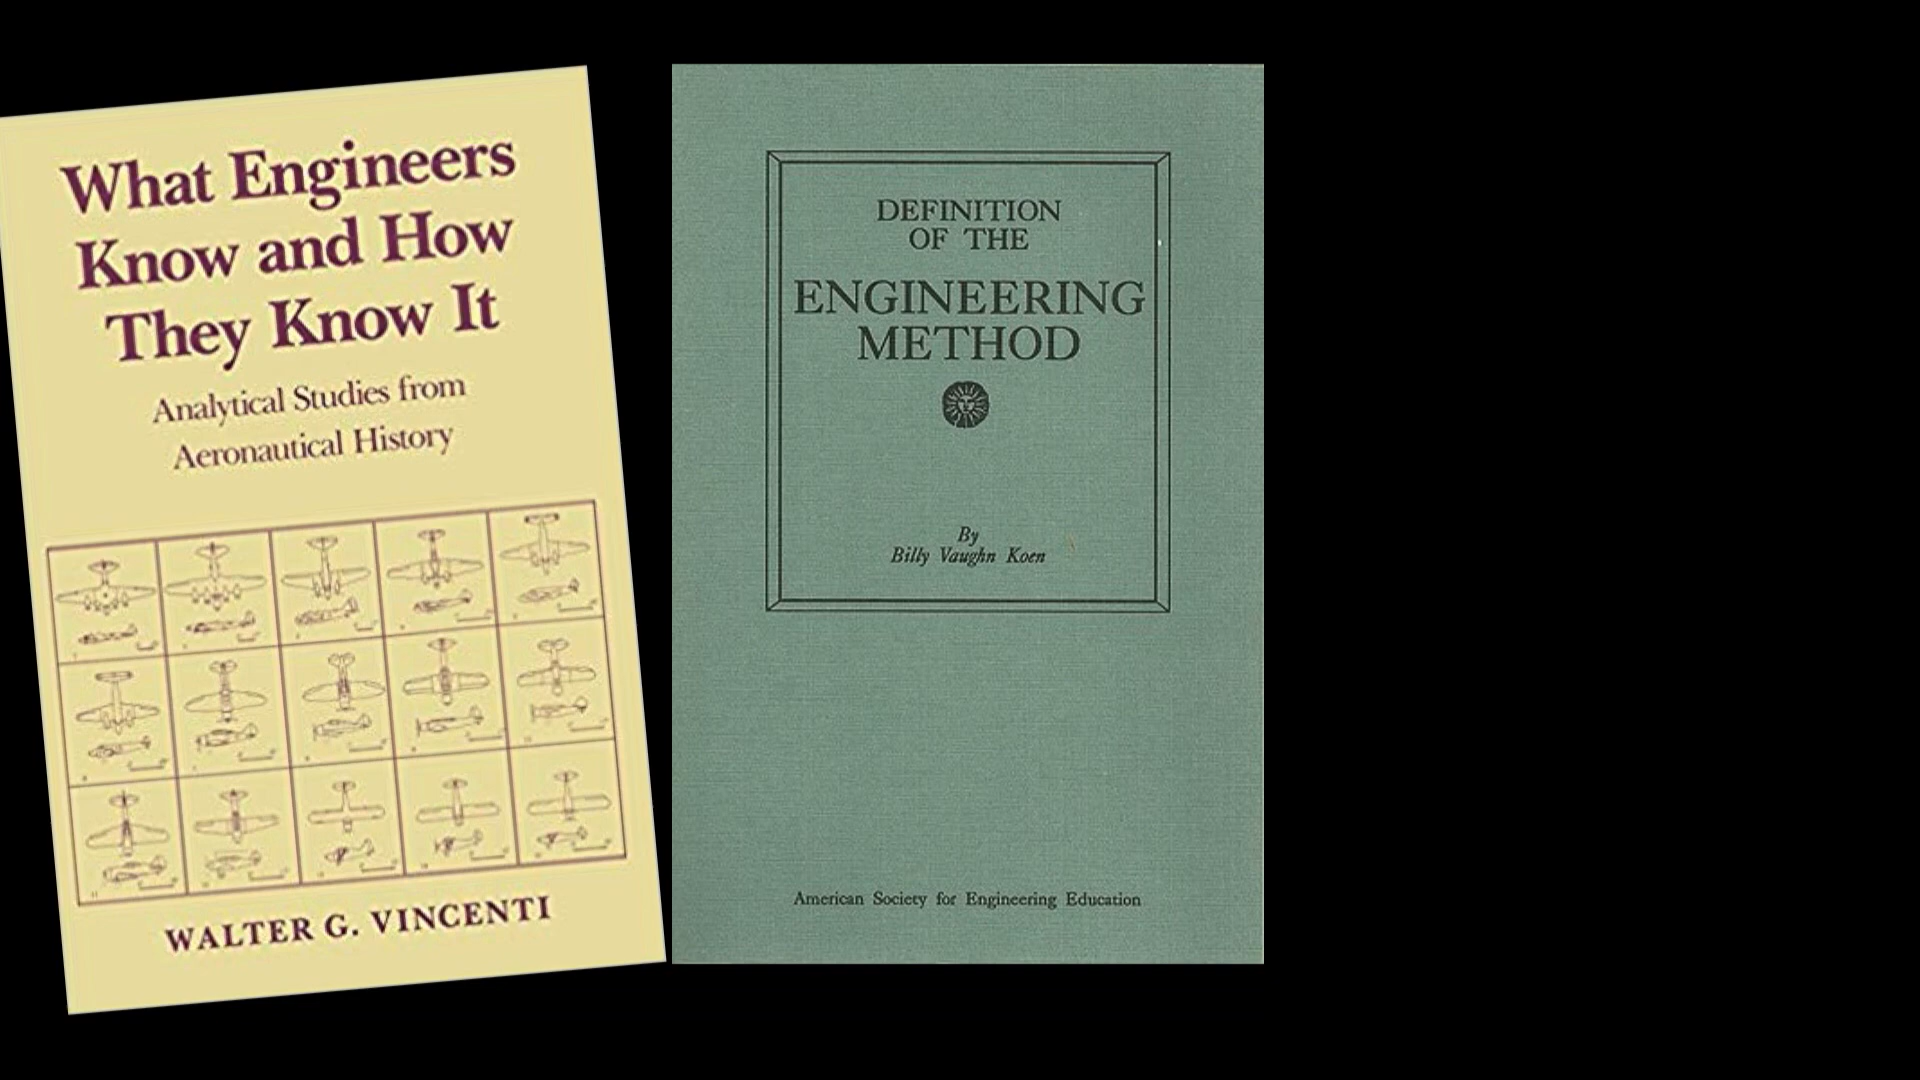 What Engineers
Know and How
They Know It
Analytical Studies from
Aeronautical History
WALTER G. VINCENTI
DEFINITION
OF THE
ENGINEERING
METHOD
By
Billy Vaughn Koen
American Society for Engineering Education